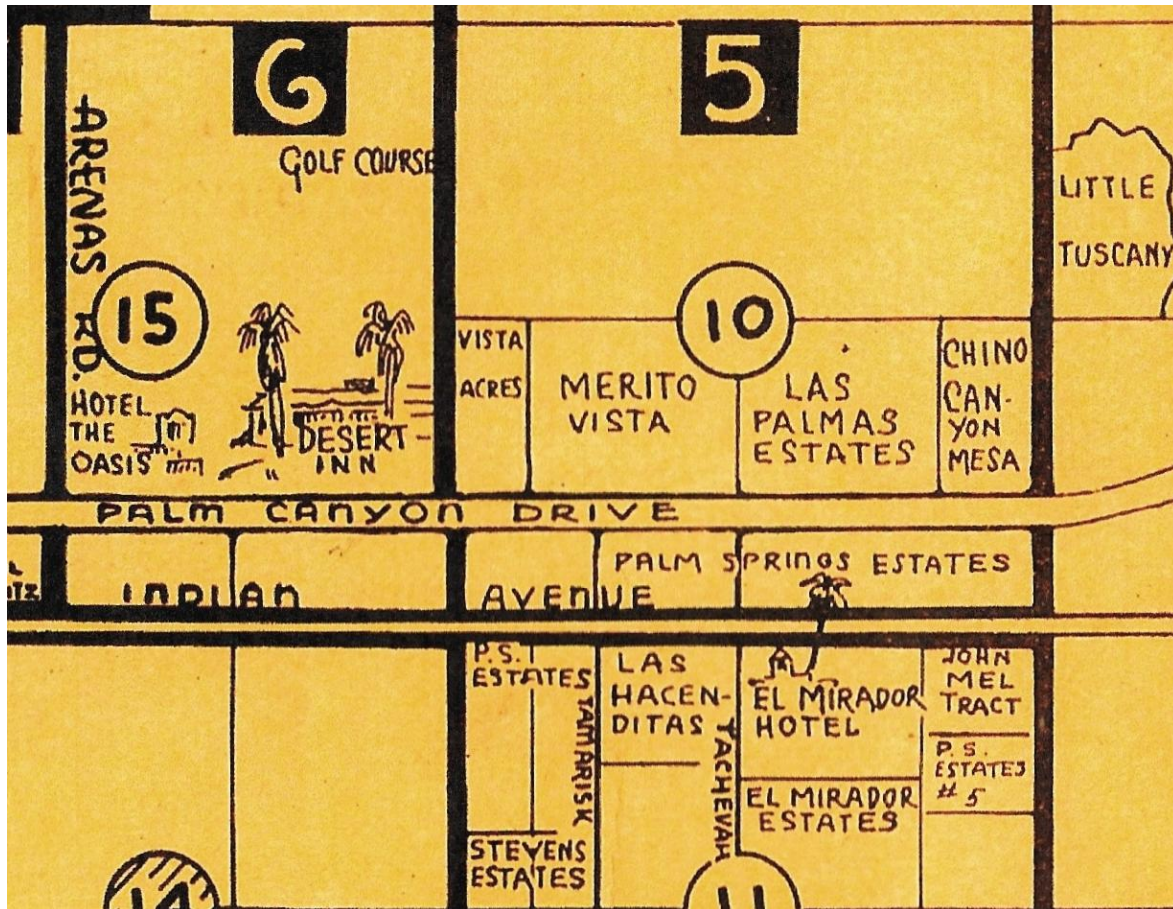 6
5
ARENAS RD.
GOLF COURSE
LITTLE
TUSCANY
15
10
VISTA
ACRES
MERITO
VISTA
LAS
PALMAS
ESTATES
CHINO
CAN-
YON
MESA
HOTEL
THE
OASIS
DESERT
INN
PALM CANYON DRIVE
PALM SPRINGS ESTATES
INDIAN AVENUE
P.S.
ESTATES
TAMARISK
LAS
HACEN-
DITAS
TACHEVAH
EL MIRADOR
HOTEL
JOHN
MEL
TRACT
P.S.
ESTATES
# 5
EL MIRADOR
ESTATES
STEVENS
ESTATES
14
11